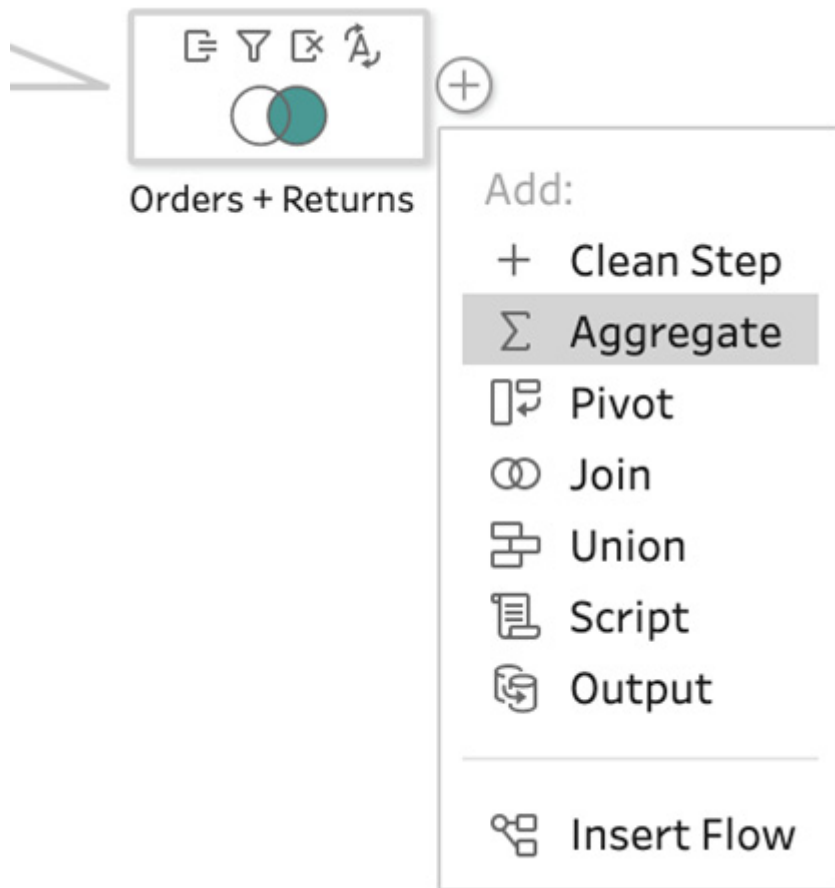 Orders + Returns
Add:
Clean Step
Aggregate
Pivot
Join
Union
Script
Output
Insert Flow